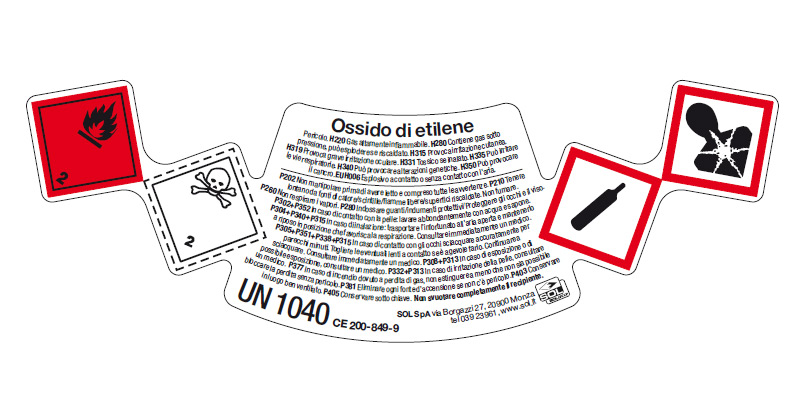 Ossido di etilene
Pericolo. H220 Gas altamente infiammabile. H280 Contiene gas sotto
pressione, può esplodere se riscaldato. H315 Provoca irritazione cutanea.
H319 Provoca grave irritazione oculare. H331 Tossico se inalato. H335 Può irritare
le vie respiratorie. H340 Può provocare alterazioni genetiche. H350 Può provocare
il cancro. EUH006 Esplosivo a contatto o senza contatto con l'aria.
P202 Non manipolare prima di avere letto e compreso tutte le avvertenze. P210 Tenere
lontano da fonti di calore/scintille/fiamme libere/superfici riscaldate. Non fumare.
P260 Non respirare i vapori. P280 Indossare guanti/indumenti protettivi/Proteggere gli occhi e il viso.
P302+P352 In caso di contatto con la pelle: lavare abbondantemente con acqua e sapone.
P304+P340+P315 In caso di inalazione: trasportare l'infortunato all'aria aperta e mantenerlo
a riposo in posizione che favorisca la respirazione. Consultare immediatamente un medico.
P305+P351+P338+P315 In caso di contatto con gli occhi sciacquare accuratamente per
parecchi minuti. Togliere le eventuali lenti a contatto se è agevole farlo. Continuare a
sciacquare. Consultare immediatamente un medico. P308+P313 In caso di esposizione o di
possibile esposizione, consultare un medico. P332+P313 In caso di irritazione della pelle, consultare
un medico. P377 In caso di incendio dovuto a perdita di gas, non estinguere a meno che non sia possibile
bloccare la perdita senza pericolo. P381 Eliminare ogni fonte d'accensione se non c'è pericolo. P403 Conservare
in luogo ben ventilato. P405 Conservare sotto chiave. Non svuotare completamente il recipiente.
UN 1040 CE 200-849-9
SOL SpA via Borgazzi 27, 20900 Monza
tel 039 23961, www.sol.it
SOL
2
2